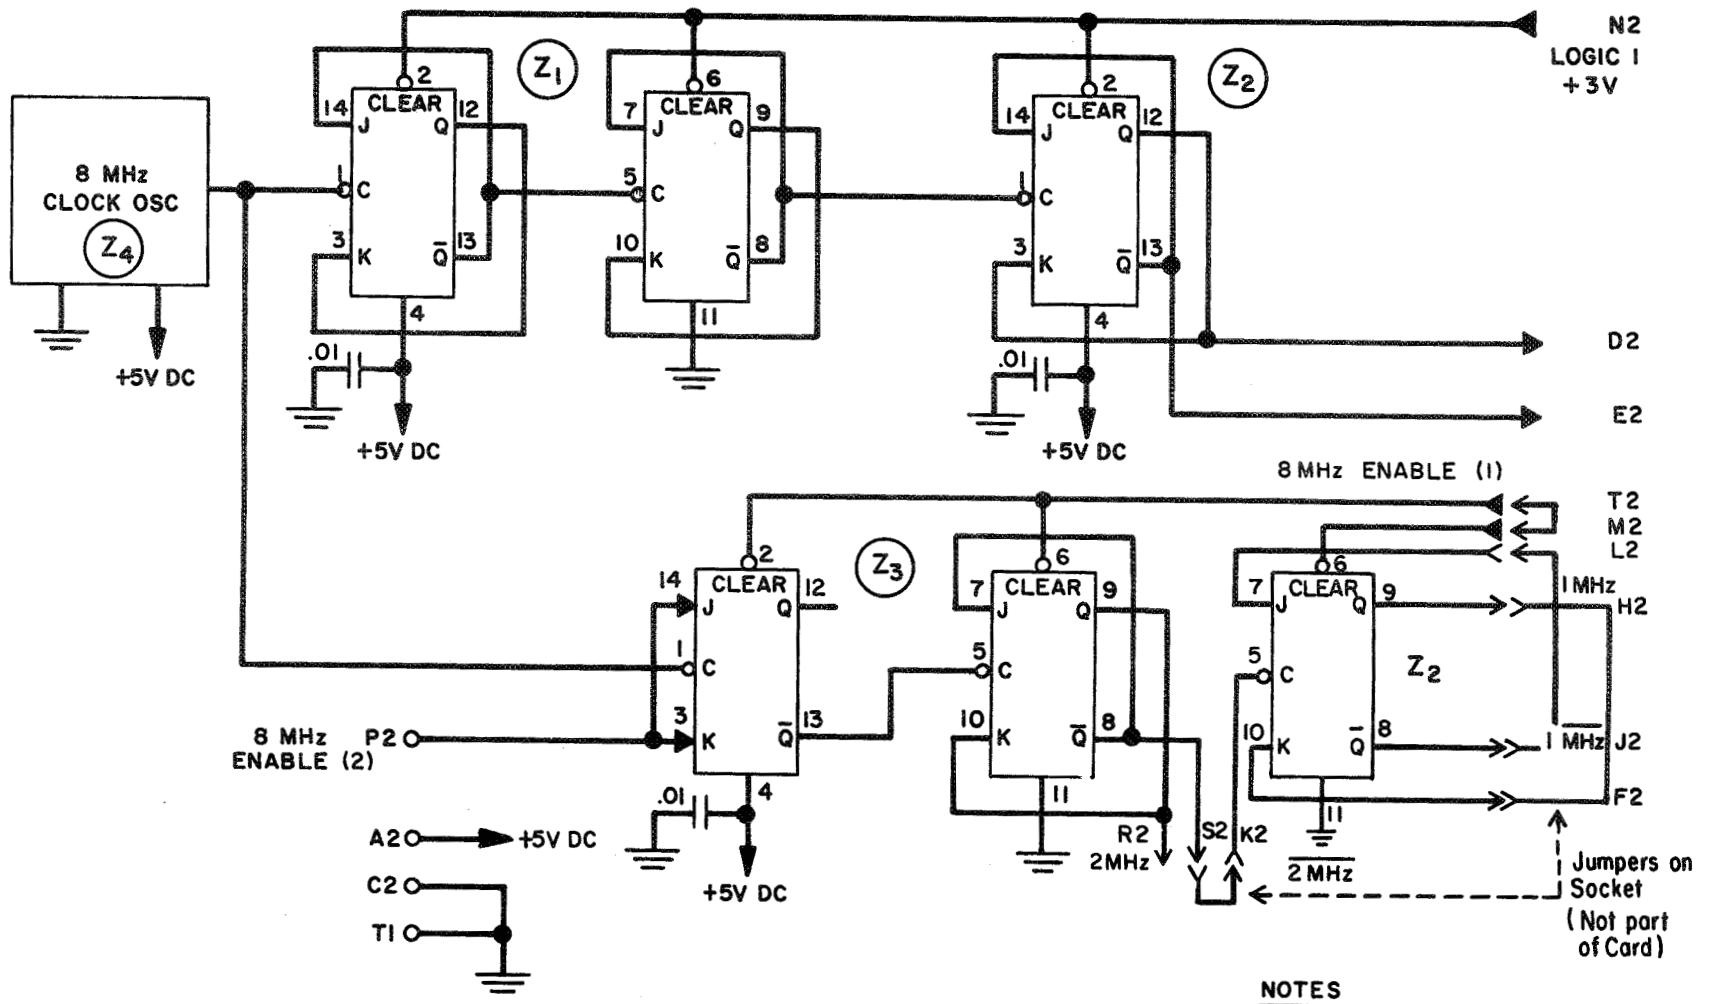 N2
LOGIC 1
+3V
Z1
Z2
8 MHz
CLOCK OSC
Z4
+5V DC
2
CLEAR
14 J
Q 12
1 C
3 K
Q̅ 13
4
.01
+5V DC
6
CLEAR
7 J
Q 9
5 C
10 K
Q̅ 8
11
2
CLEAR
14 J
Q 12
1 C
3 K
Q̅ 13
4
.01
+5V DC
D2
E2
8 MHz ENABLE (1)
T2
M2
L2
Z3
2
CLEAR
14 J
Q 12
1 C
3 K
Q̅ 13
4
.01
+5V DC
8 MHz P2
ENABLE (2)
6
CLEAR
7 J
Q 9
5 C
10 K
Q̅ 8
11
R2
2MHz
S2 K2
6
CLEAR
7 J
Q 9
5 C
10 K
Q̅ 8
11
Z2
1 MHz
H2
1 M̅H̅z̅ J2
F2
2 M̅H̅z̅
Jumpers on
Socket
(Not part
of Card)
A2 +5V DC
C2
T1
NOTES